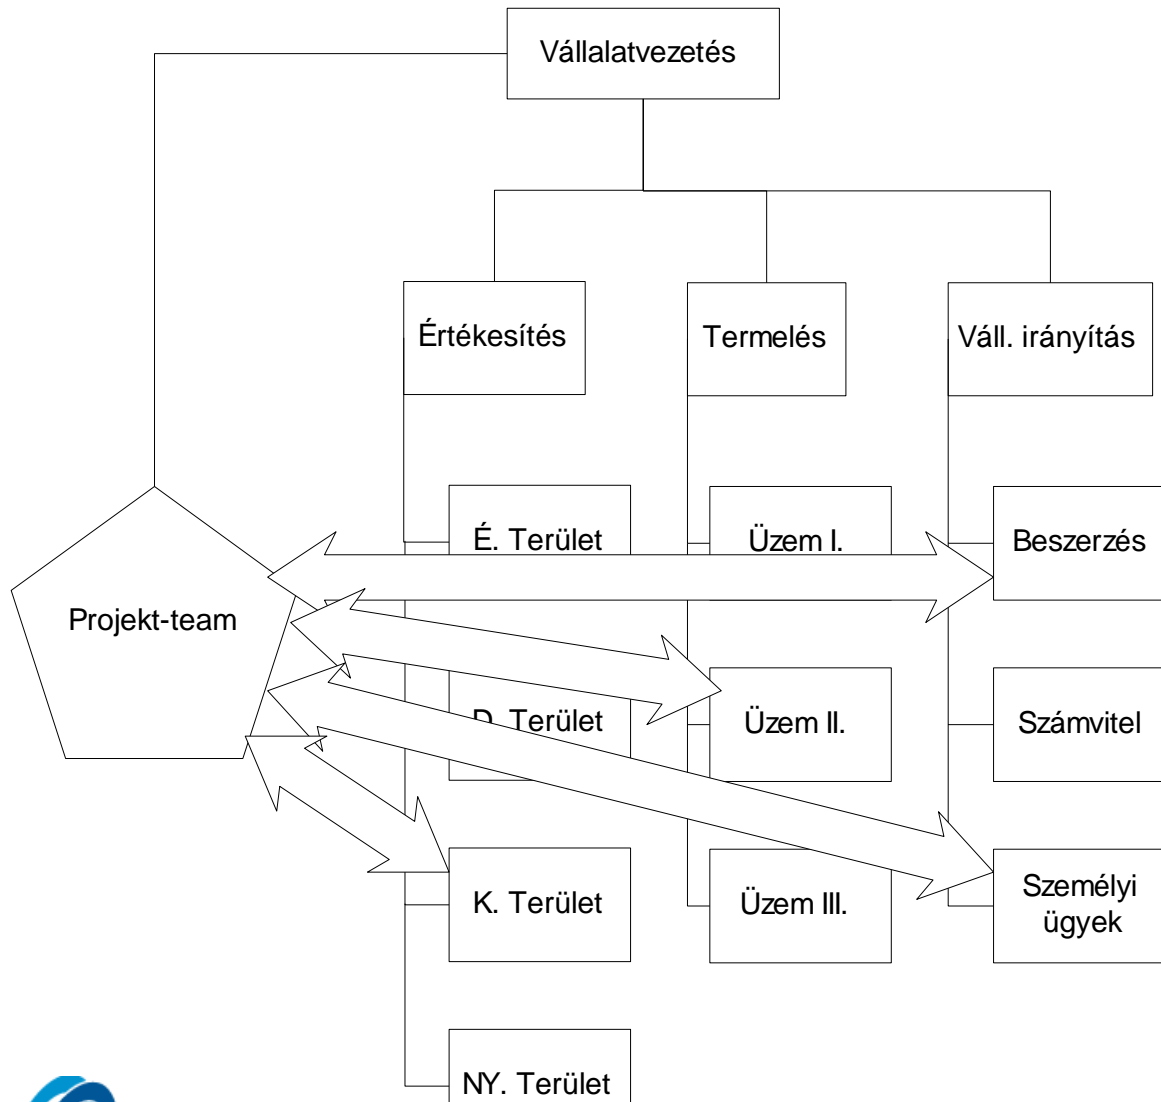 Vállalatvezetés
Értékesítés
Termelés
Váll. irányítás
Projekt-team
É. Terület
Üzem I.
Beszerzés
D. Terület
Üzem II.
Számvitel
K. Terület
Üzem III.
Személyi
ügyek
NY. Terület